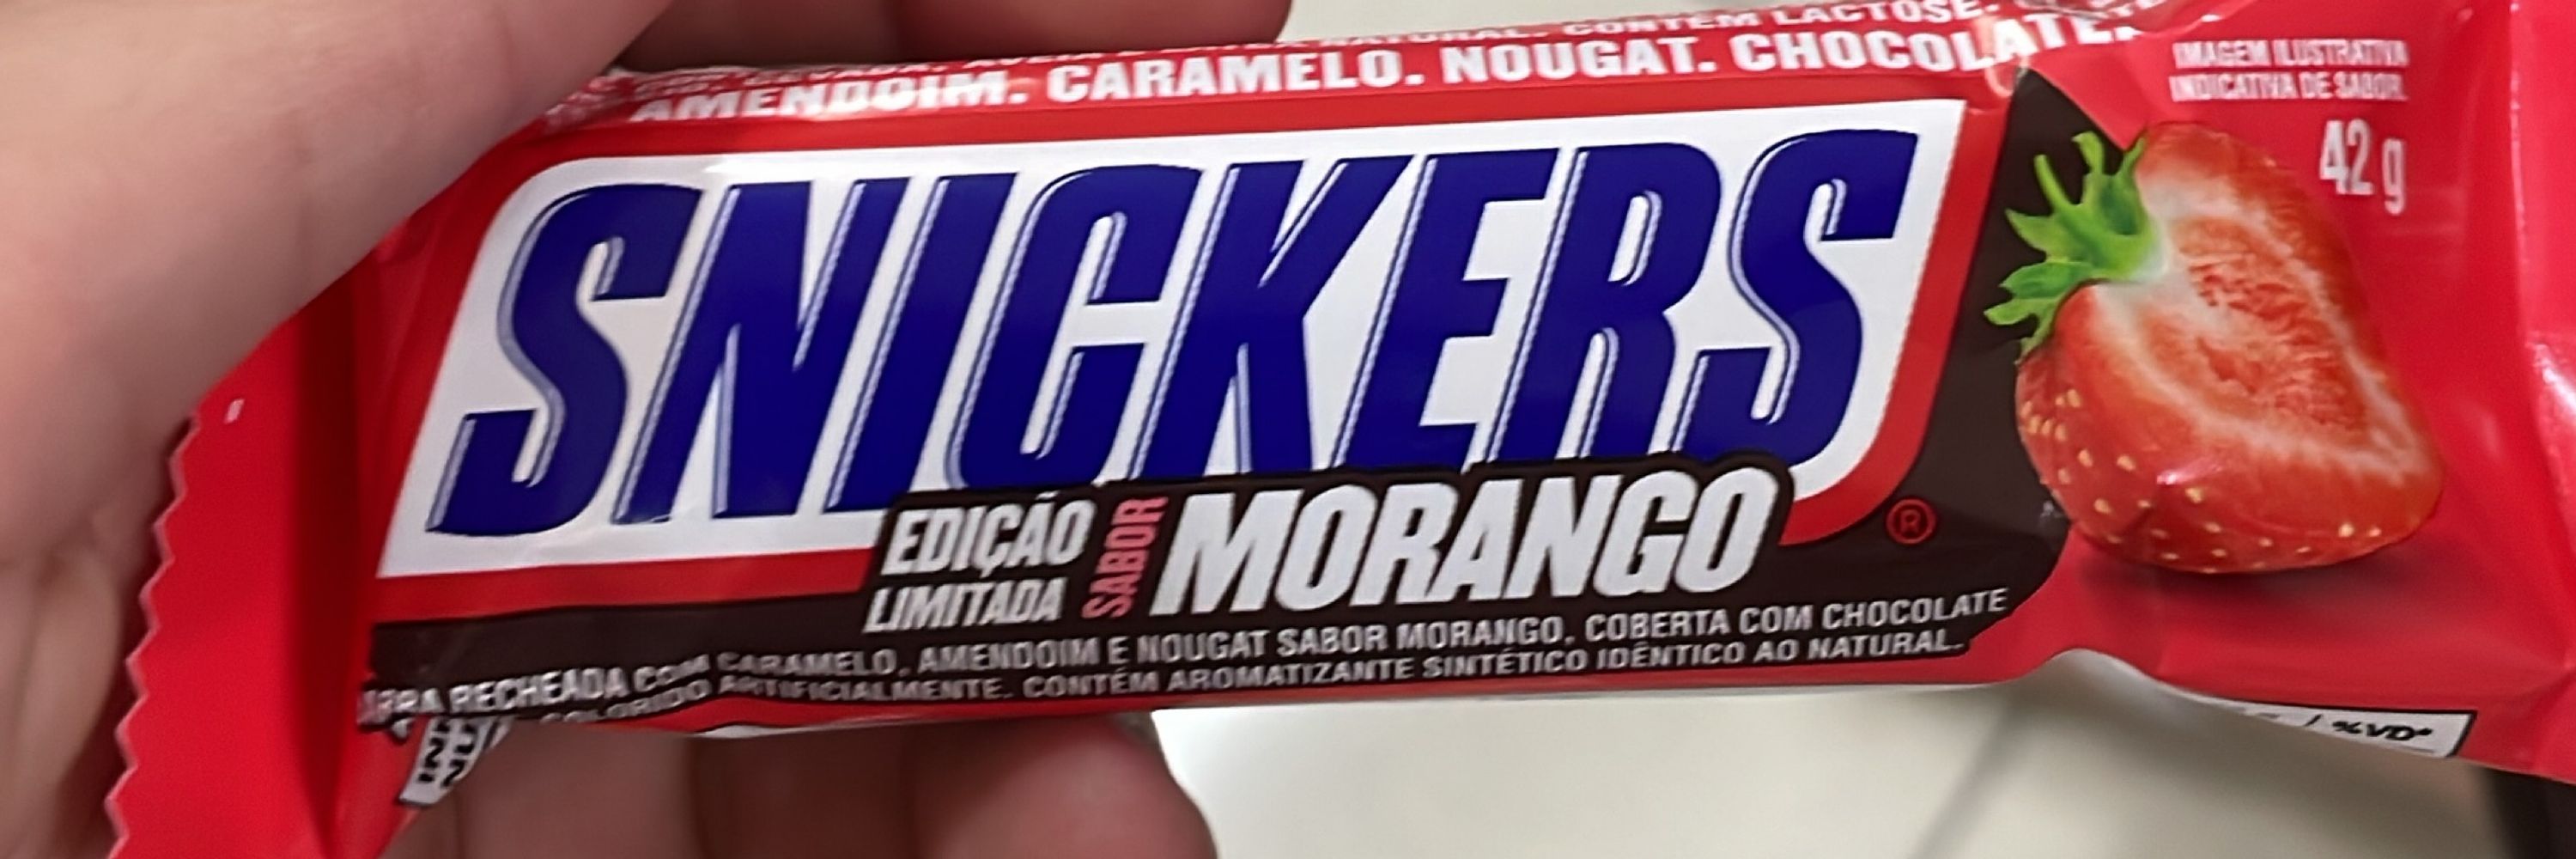 NATURAL. CONTÉM LACTOSE.
AMENDOIM. CARAMELO. NOUGAT. CHOCOLATE.
IMAGEM ILUSTRATIVA
INDICATIVA DE SABOR.
42 g
SNICKERS
®
EDIÇÃO
LIMITADA
SABOR
MORANGO
RECHEADA COM CARAMELO, AMENDOIM E NOUGAT SABOR MORANGO, COBERTA COM CHOCOLATE
COLORIDO ARTIFICIALMENTE. CONTÉM AROMATIZANTE SINTÉTICO IDÊNTICO AO NATURAL.
%VD*